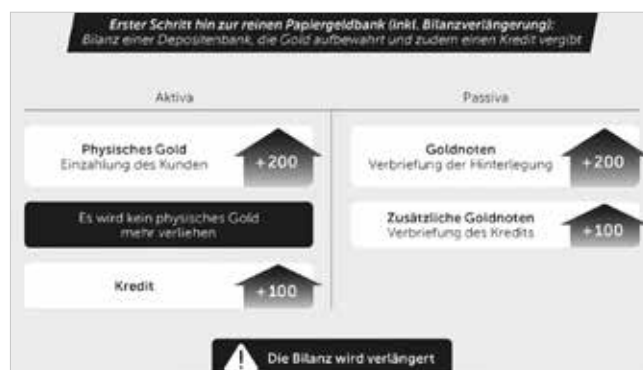 Erster Schritt hin zur reinen Papiergeldbank (inkl. Bilanzverlängerung):
Bilanz einer Depositenbank, die Gold aufbewahrt und zudem einen Kredit vergibt
Aktiva
Passiva
Physisches Gold
Einzahlung des Kunden
+200
Goldnoten
Verbriefung der Hinterlegung
+200
Es wird kein physisches Gold
mehr verliehen
Zusätzliche Goldnoten
Verbriefung des Kredits
+100
Kredit
+100
Die Bilanz wird verlängert